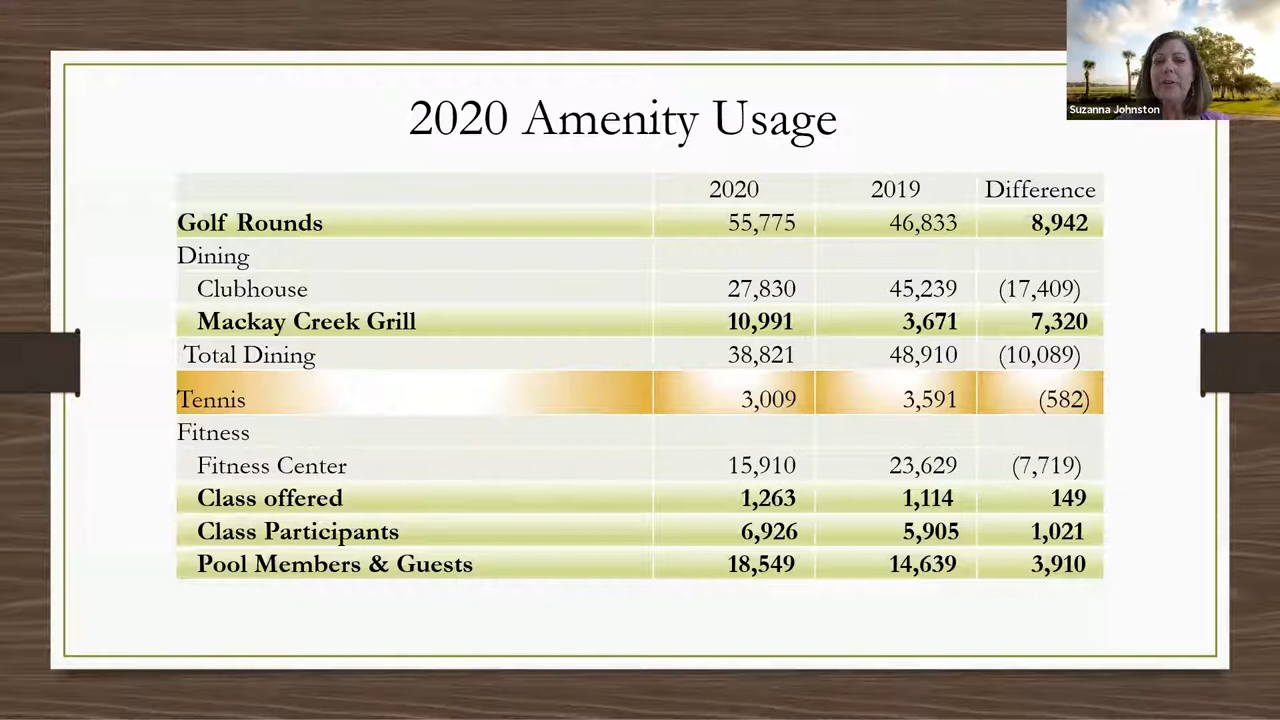 Suzanna Johnston
2020 Amenity Usage
2020 2019 Difference
Golf Rounds 55,775 46,833 8,942
Dining
Clubhouse 27,830 45,239 (17,409)
Mackay Creek Grill 10,991 3,671 7,320
Total Dining 38,821 48,910 (10,089)
Tennis 3,009 3,591 (582)
Fitness
Fitness Center 15,910 23,629 (7,719)
Class offered 1,263 1,114 149
Class Participants 6,926 5,905 1,021
Pool Members & Guests 18,549 14,639 3,910